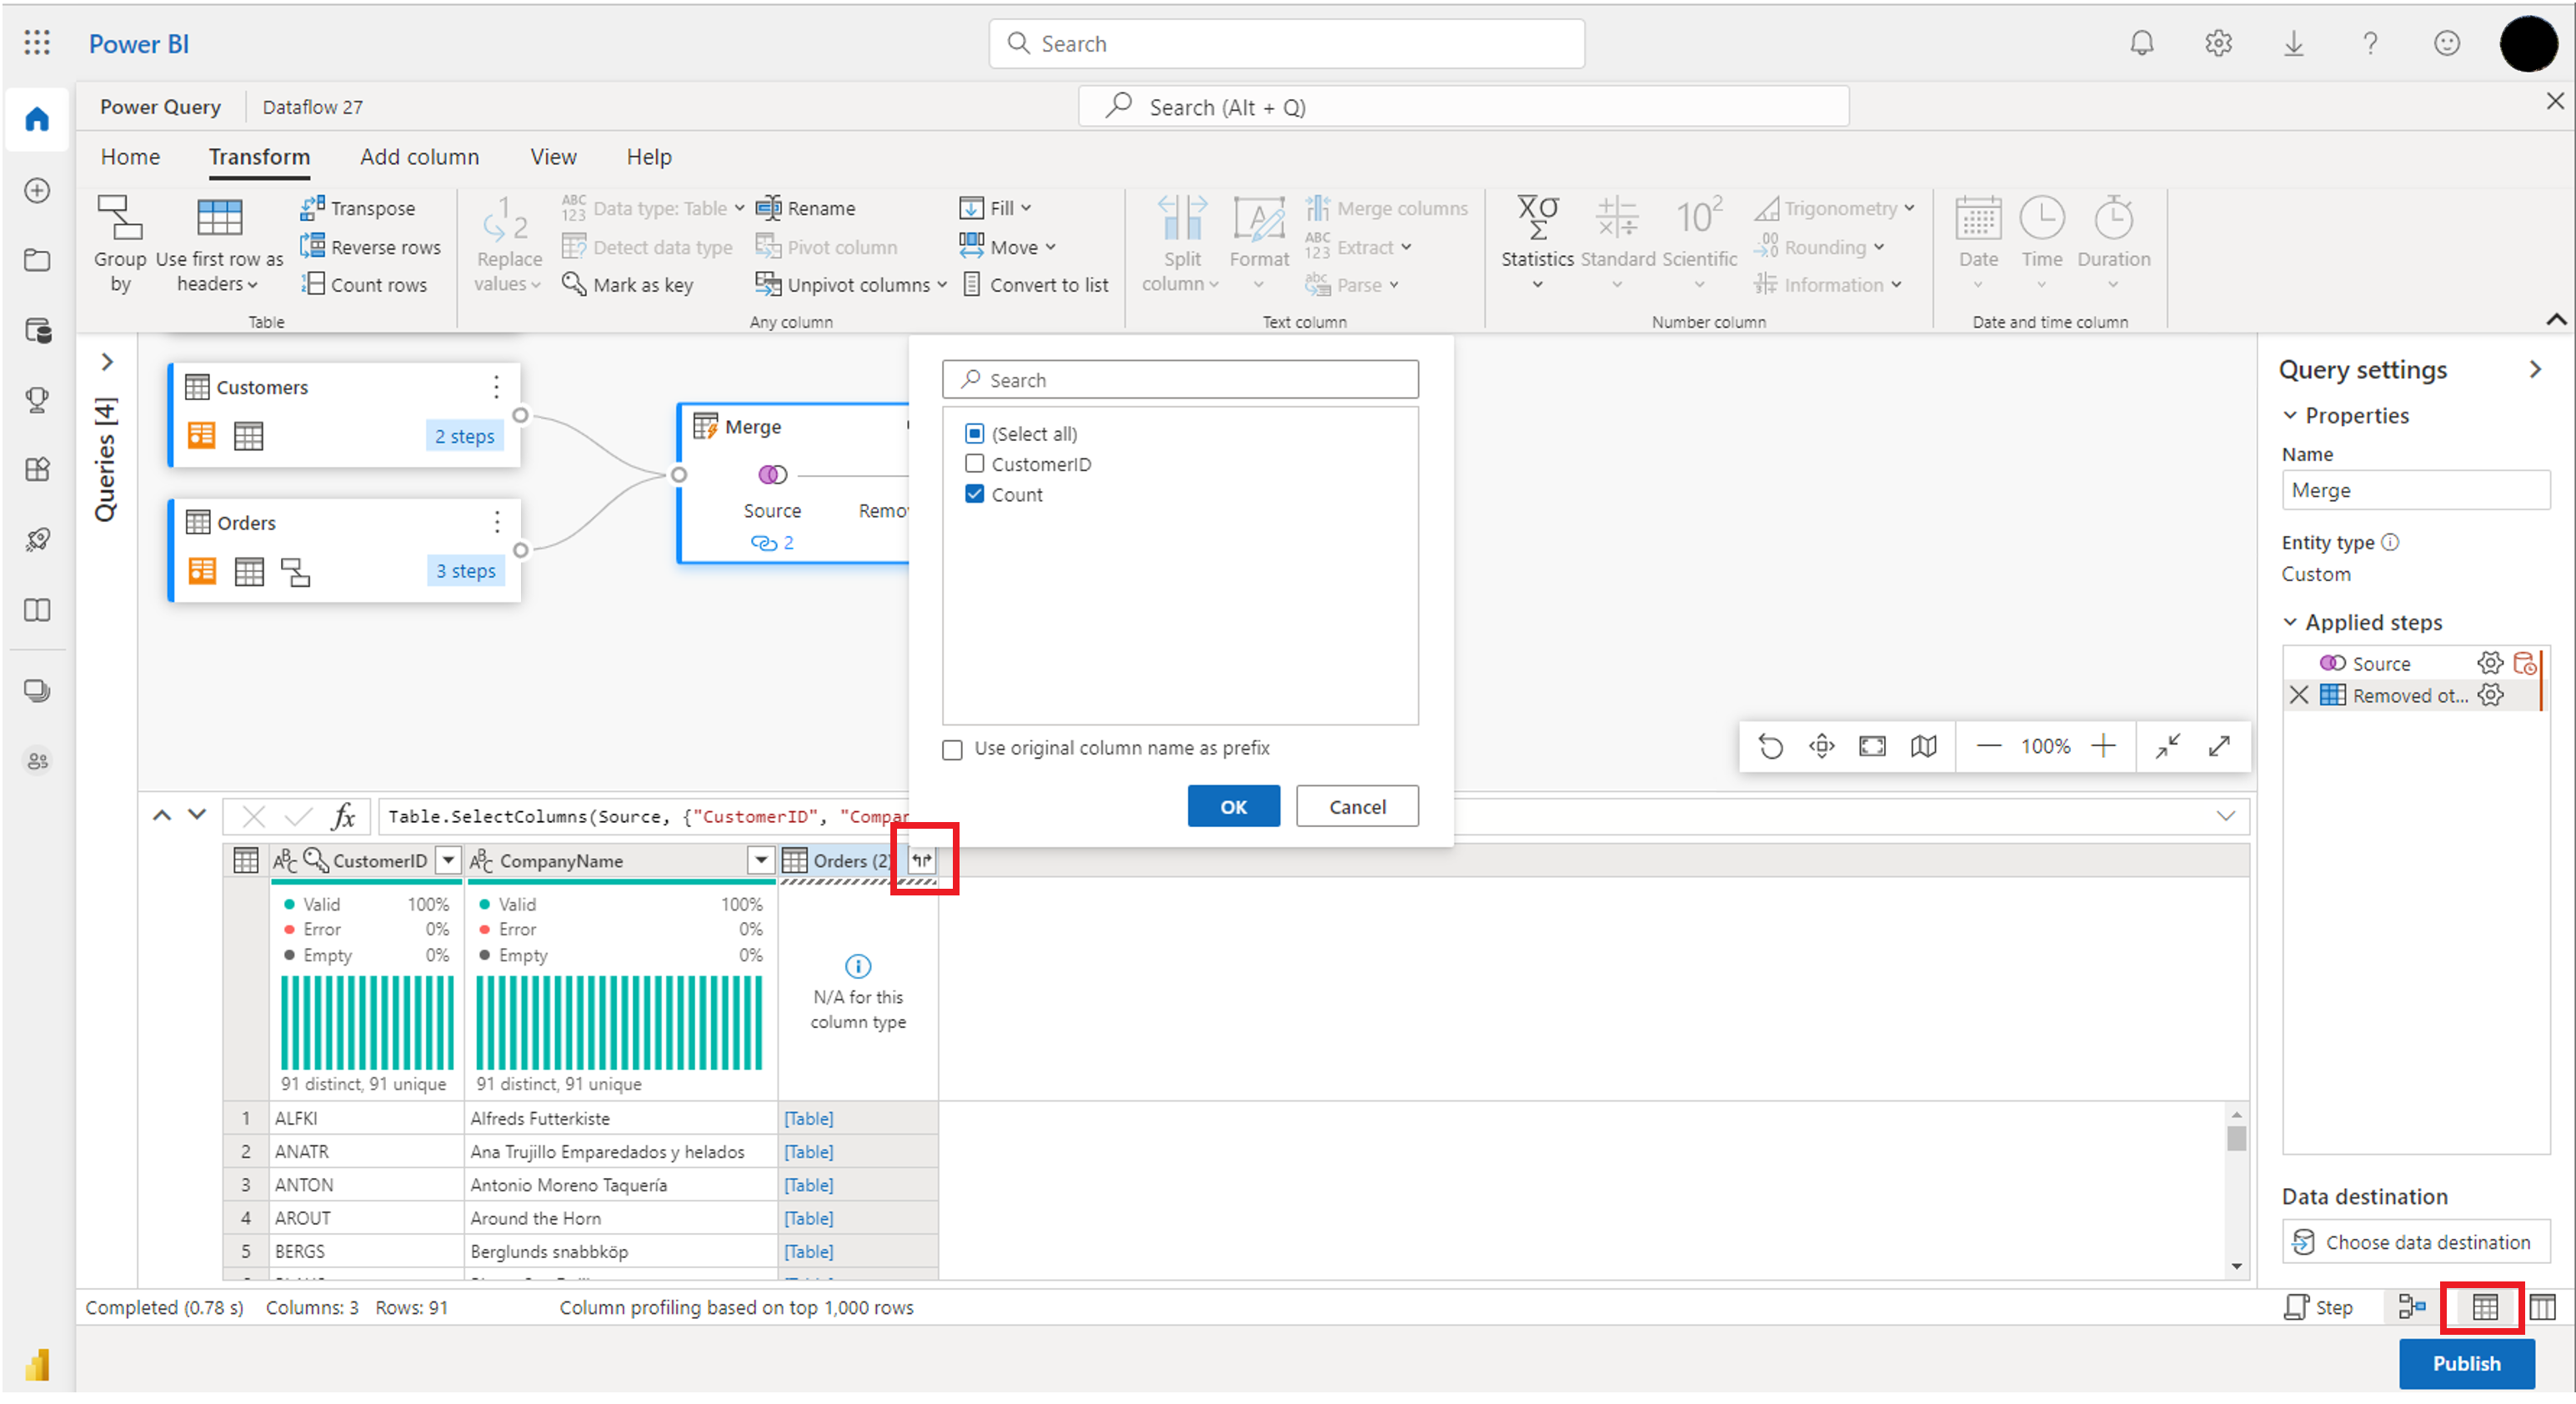 Power BI
Search
Power Query
Dataflow 27
Search (Alt + Q)
Home
Transform
Add column
View
Help
Group by
Use first row as headers
Transpose
Reverse rows
Count rows
Table
Replace values
Data type: Table
Detect data type
Mark as key
Rename
Pivot column
Unpivot columns
Fill
Move
Convert to list
Any column
Split column
Format
Merge columns
Extract
Parse
Text column
Statistics
Standard
Scientific
Trigonometry
Rounding
Information
Number column
Date
Time
Duration
Date and time column
Queries [4]
Customers
2 steps
Orders
3 steps
Merge
Source
2
Remov
Search
(Select all)
CustomerID
Count
Use original column name as prefix
OK
Cancel
100%
Query settings
Properties
Name
Merge
Entity type
Custom
Applied steps
Source
Removed ot...
Data destination
Choose data destination
fx
Table.SelectColumns(Source, {"CustomerID", "Compan
CustomerID
CompanyName
Orders (2)
Valid 100%
Error 0%
Empty 0%
91 distinct, 91 unique
Valid 100%
Error 0%
Empty 0%
91 distinct, 91 unique
N/A for this
column type
1 ALFKI Alfreds Futterkiste [Table]
2 ANATR Ana Trujillo Emparedados y helados [Table]
3 ANTON Antonio Moreno Taquería [Table]
4 AROUT Around the Horn [Table]
5 BERGS Berglunds snabbköp [Table]
Completed (0.78 s) Columns: 3 Rows: 91
Column profiling based on top 1,000 rows
Step
Publish